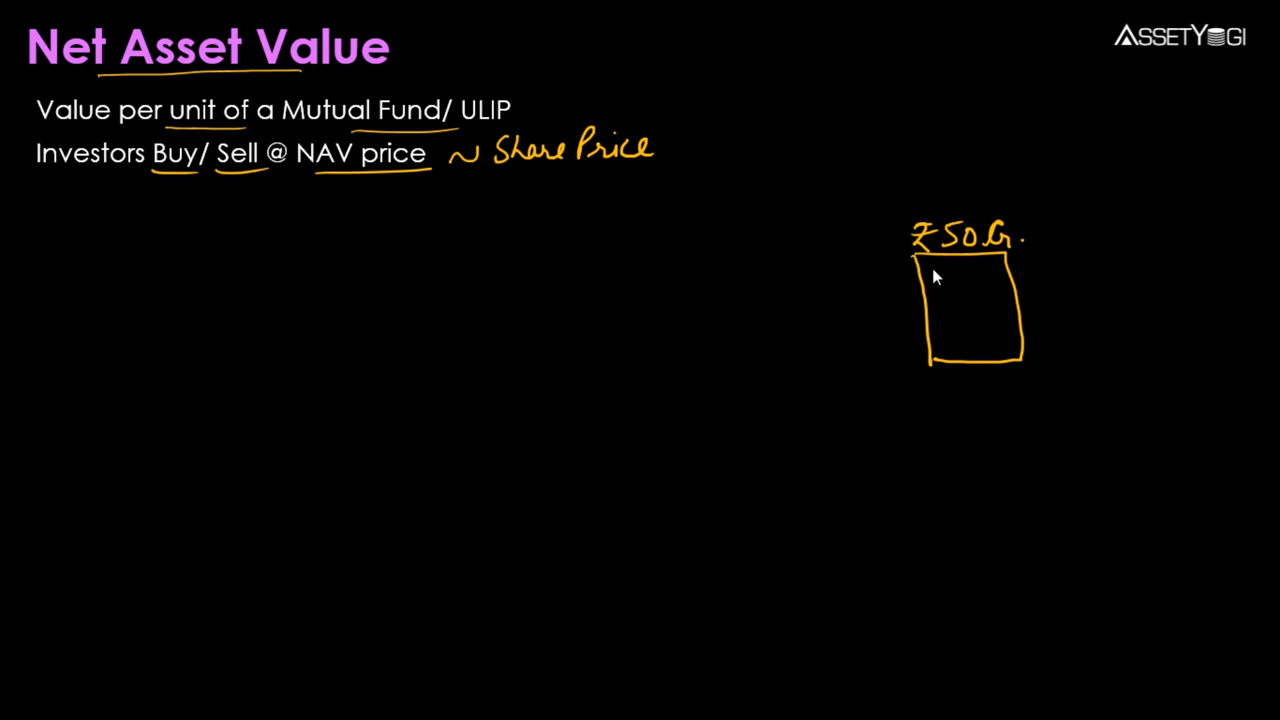 Net Asset Value
ASSETYOGI
Value per unit of a Mutual Fund/ ULIP
Investors Buy/ Sell @ NAV price ~ Share Price
₹ 50 Cr.